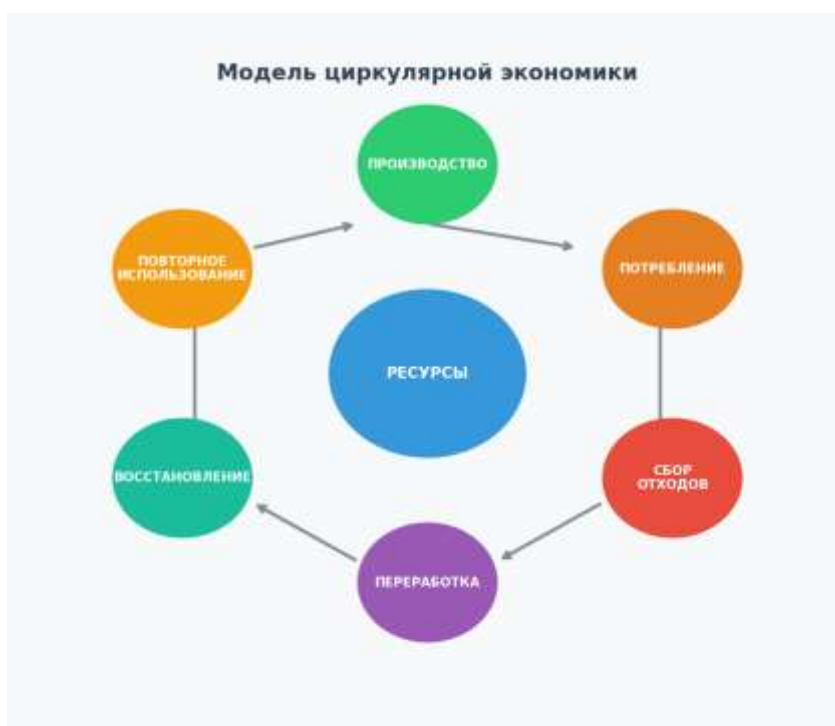 Модель циркулярной экономики
ПРОИЗВОДСТВО
ПОВТОРНОЕ
ИСПОЛЬЗОВАНИЕ
ПОТРЕБЛЕНИЕ
РЕСУРСЫ
ВОССТАНОВЛЕНИЕ
СБОР
ОТХОДОВ
ПЕРЕРАБОТКА